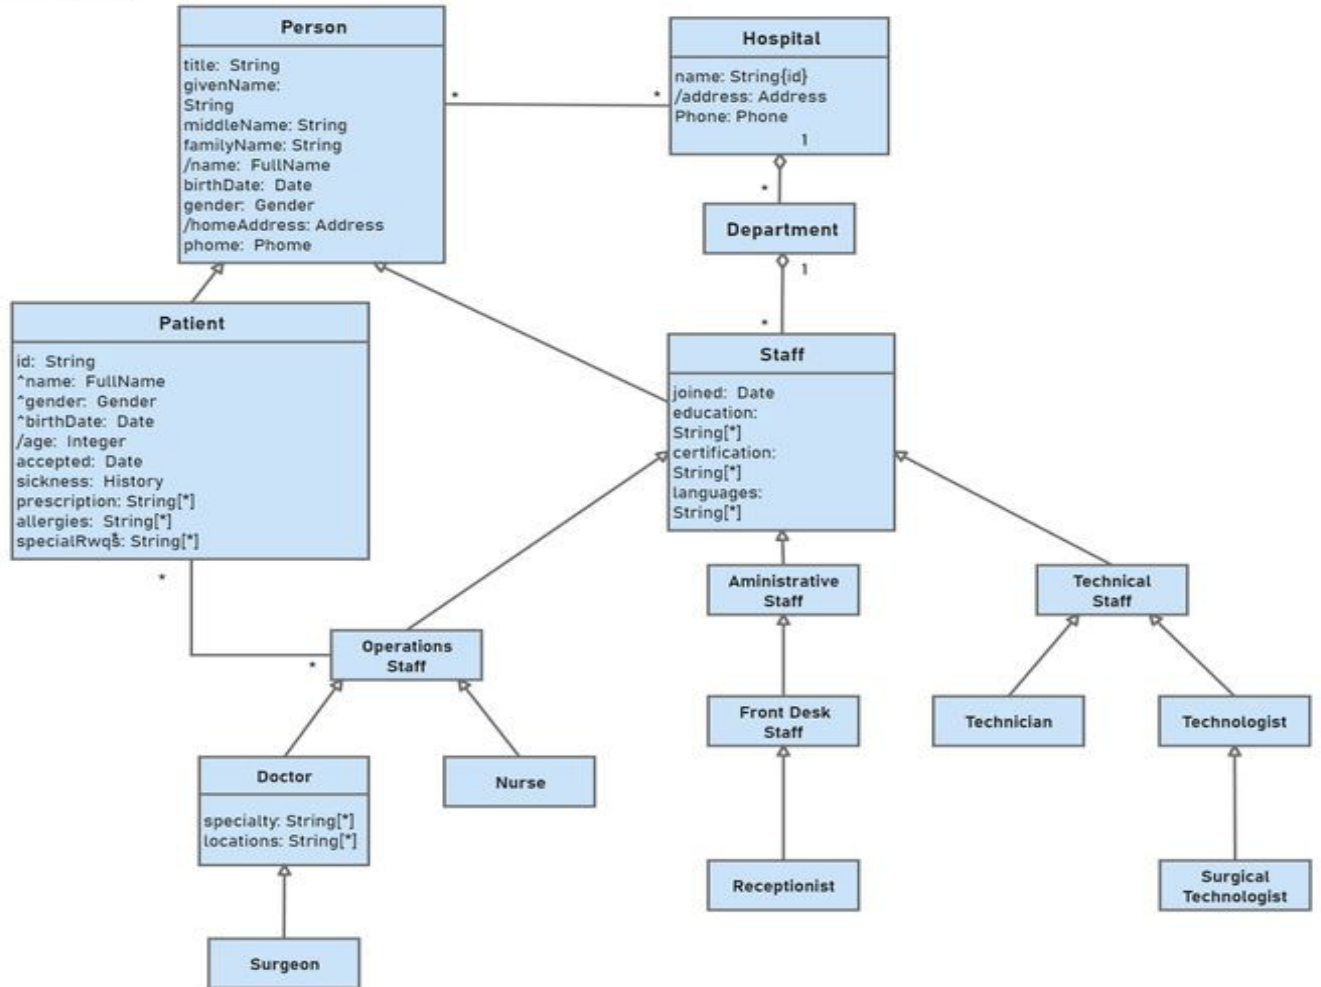 Person
title: String
givenName:
String
middleName: String
familyName: String
/name: FullName
birthDate: Date
gender: Gender
/homeAddress: Address
phome: Phome
*
*
Hospital
name: String{id}
/address: Address
Phone: Phone
1
*
Department
1
*
Patient
id: String
^name: FullName
^gender: Gender
^birthDate: Date
/age: Integer
accepted: Date
sickness: History
prescription: String[*]
allergies: String[*]
specialRwqs: String[*]
*
*
Staff
joined: Date
education:
String[*]
certification:
String[*]
languages:
String[*]
Operations
Staff
Aministrative
Staff
Technical
Staff
Front Desk
Staff
Technician
Technologist
Doctor
specialty: String[*]
locations: String[*]
Nurse
Receptionist
Surgical
Technologist
Surgeon